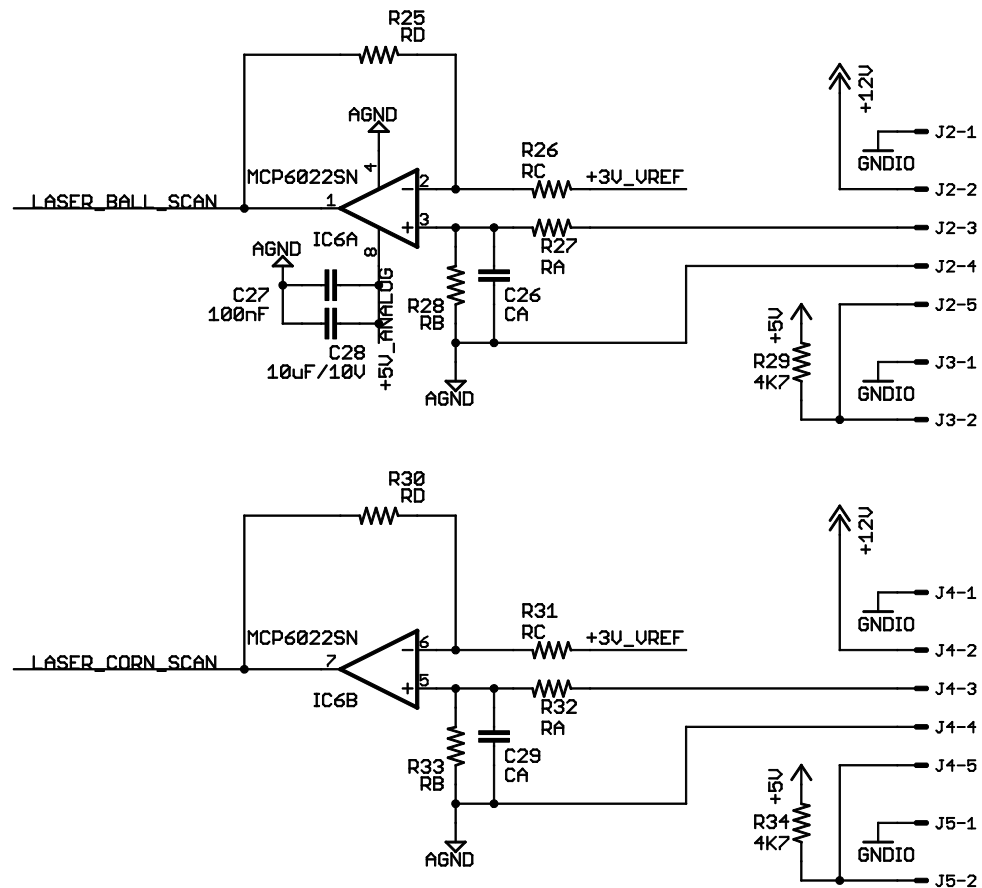 R25
RD
AGND
+12V
J2-1
GNDIO
4
R26
RC
MCP6022SN
2
+3V_VREF
J2-2
LASER_BALL_SCAN
1
3
J2-3
IC6A
8
R27
RA
AGND
J2-4
C27
100nF
R28
RB
C26
CA
+5V_ANALOG
J2-5
C28
10uF/10V
+5V
R29
4K7
J3-1
GNDIO
AGND
J3-2
R30
RD
+12V
J4-1
GNDIO
R31
RC
MCP6022SN
6
+3V_VREF
J4-2
LASER_CORN_SCAN
7
5
J4-3
IC6B
R32
RA
J4-4
R33
RB
C29
CA
J4-5
+5V
R34
4K7
J5-1
GNDIO
AGND
J5-2